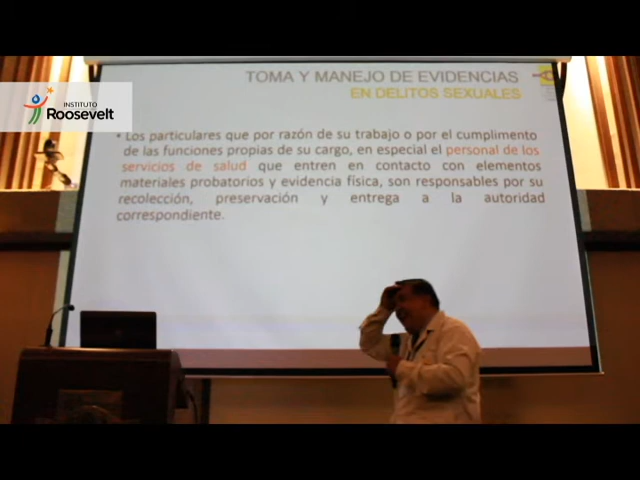 INSTITUTO
Roosevelt
TOMA Y MANEJO DE EVIDENCIAS
EN DELITOS SEXUALES
• Los particulares que por razón de su trabajo o por el cumplimiento
de las funciones propias de su cargo, en especial el personal de los
servicios de salud que entren en contacto con elementos
materiales probatorios y evidencia física, son responsables por su
recolección, preservación y entrega a la autoridad
correspondiente.